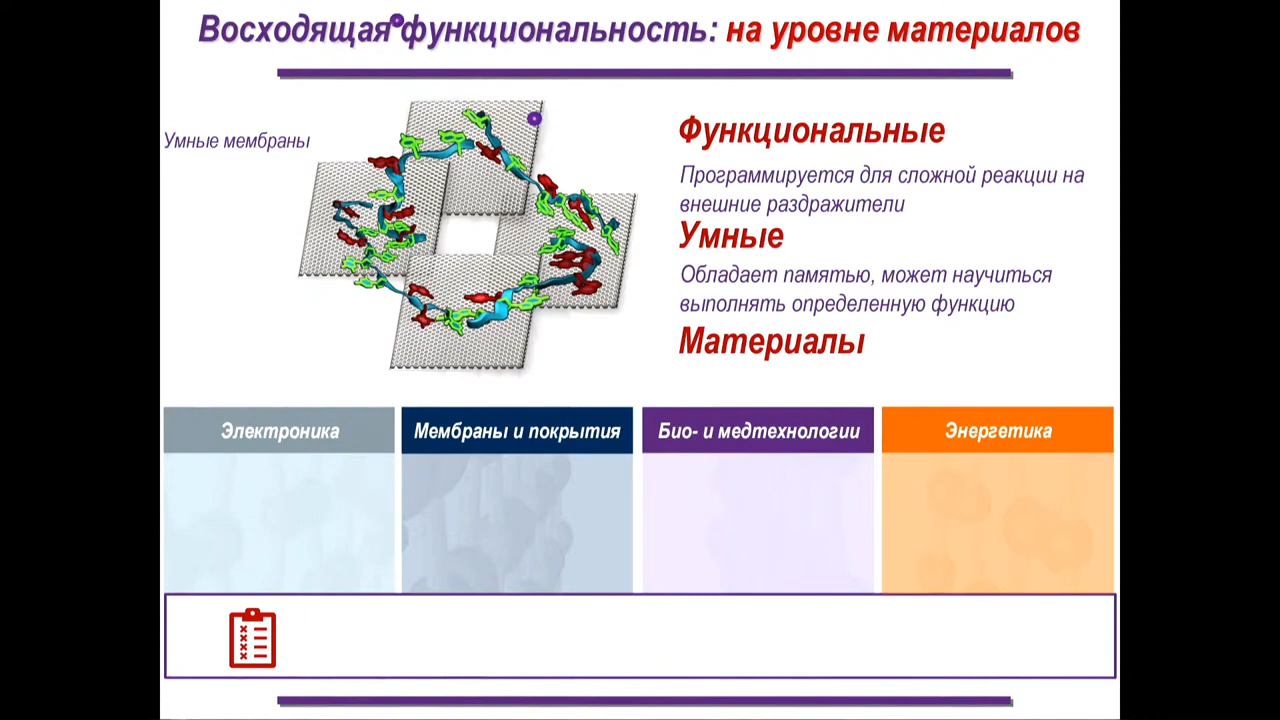 Восходящая функциональность: на уровне материалов
Умные мембраны
Функциональные
Программируется для сложной реакции на
внешние раздражители
Умные
Обладает памятью, может научиться
выполнять определенную функцию
Материалы
Электроника
Мембраны и покрытия
Био- и медтехнологии
Энергетика